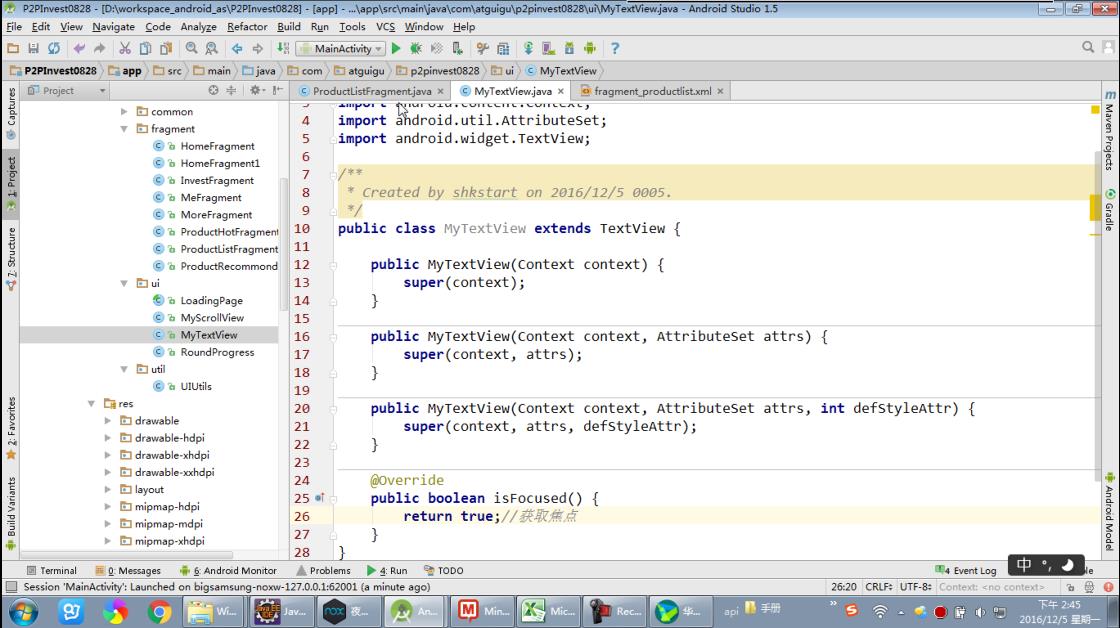 P2PInvest0828 - [D:\workspace_android_as\P2PInvest0828] - [app] - ...\app\src\main\java\com\atguigu\p2pinvest0828\ui\MyTextView.java - Android Studio 1.5
File Edit View Navigate Code Analyze Refactor Build Run Tools VCS Window Help
MainActivity
P2PInvest0828 app src main java com atguigu p2pinvest0828 ui MyTextView
Project
ProductListFragment.java MyTextView.java fragment_productlist.xml
Captures
1: Project
7: Structure
2: Favorites
Build Variants
common
fragment
HomeFragment
HomeFragment1
InvestFragment
MeFragment
MoreFragment
ProductHotFragment
ProductListFragment
ProductRecommond
ui
LoadingPage
MyScrollView
MyTextView
RoundProgress
util
UIUtils
res
drawable
drawable-hdpi
drawable-xhdpi
drawable-xxhdpi
layout
mipmap-hdpi
mipmap-mdpi
mipmap-xhdpi
3 import android.content.Context;
4 import android.util.AttributeSet;
5 import android.widget.TextView;
6
7 /**
8 * Created by shkstart on 2016/12/5 0005.
9 */
10 public class MyTextView extends TextView {
11
12 public MyTextView(Context context) {
13 super(context);
14 }
15
16 public MyTextView(Context context, AttributeSet attrs) {
17 super(context, attrs);
18 }
19
20 public MyTextView(Context context, AttributeSet attrs, int defStyleAttr) {
21 super(context, attrs, defStyleAttr);
22 }
23
24 @Override
25 public boolean isFocused() {
26 return true;//获取焦点
27 }
28 }
Maven Projects
Gradle
Android Model
Terminal 0: Messages 6: Android Monitor Problems 4: Run TODO 4 Event Log
中 °,
Session 'MainActivity': Launched on bigsamsung-noxw-127.0.0.1:62001 (a minute ago) 26:20 CRLF÷ UTF-8÷ Context: <no context>
Wi... Jav... 夜... An... Min... Mic... Rec... 华... api 手册 »
下午 2:45
2016/12/5 星期一